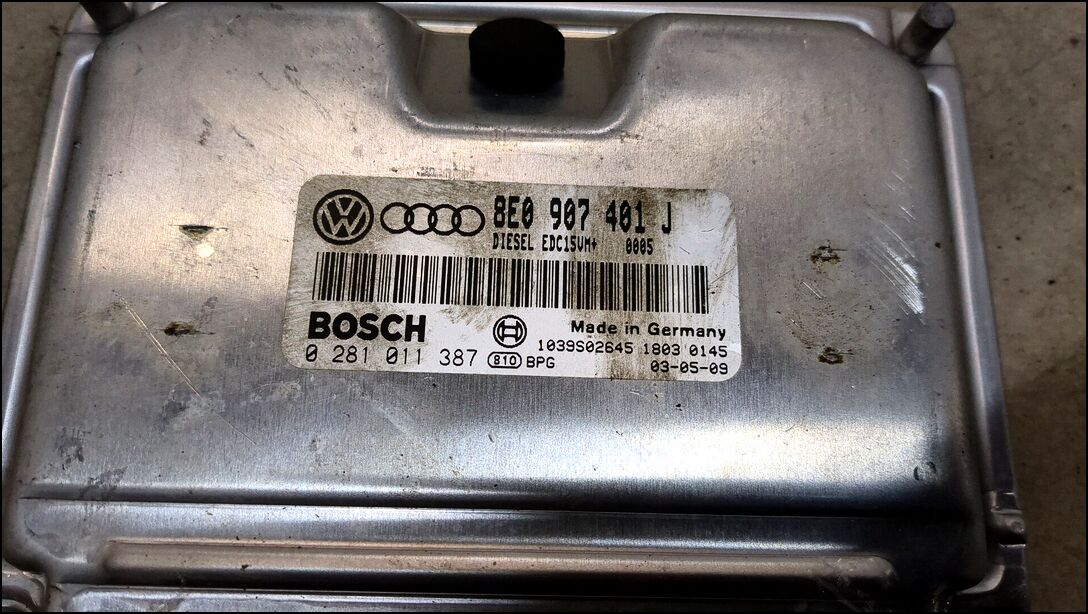 8E0 907 401 J
DIESEL EDC15VM+ 0005
BOSCH
Made in Germany
1039S02645 1803 0145
0 281 011 387 810 BPG
03-05-09